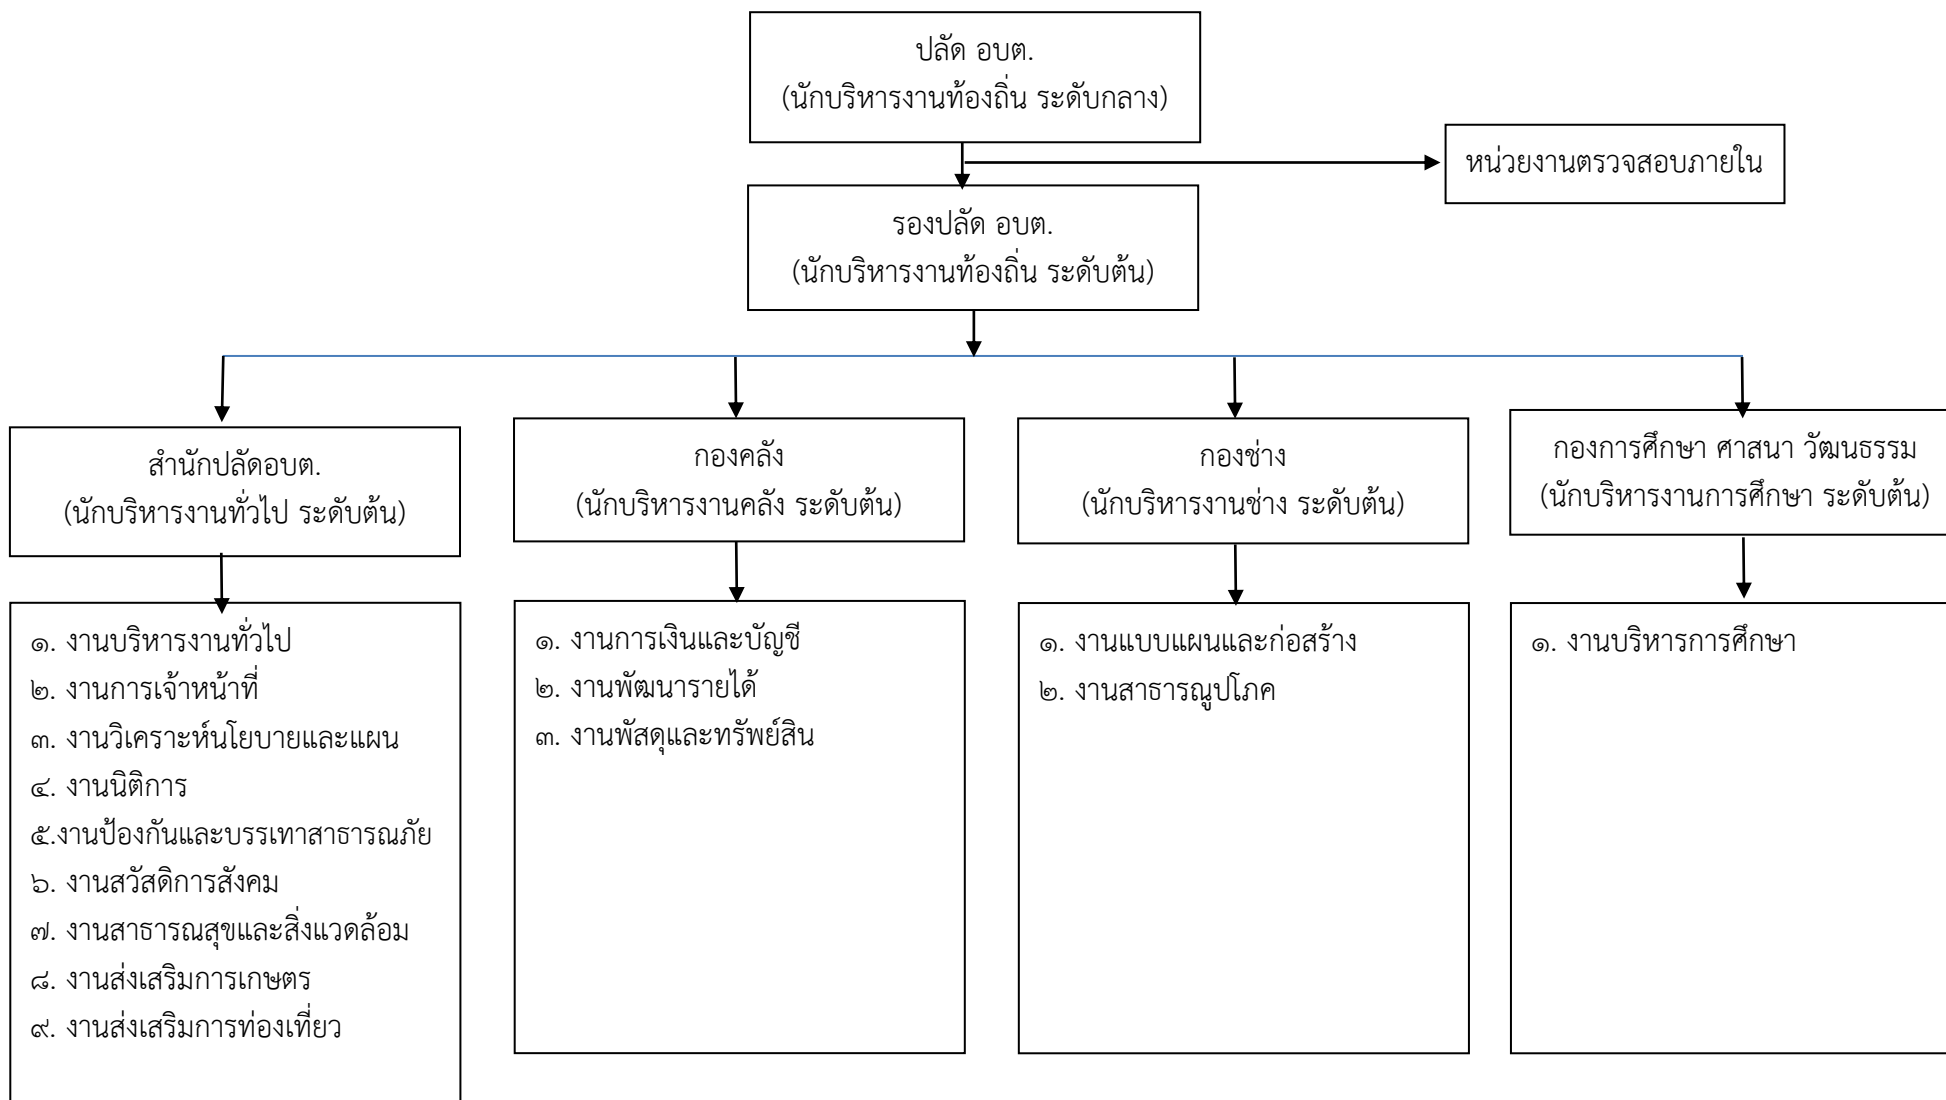 ปลัด อบต.
(นักบริหารงานท้องถิ่น ระดับกลาง)
หน่วยงานตรวจสอบภายใน
รองปลัด อบต.
(นักบริหารงานท้องถิ่น ระดับต้น)
สำนักปลัดอบต.
(นักบริหารงานทั่วไป ระดับต้น)
กองคลัง
(นักบริหารงานคลัง ระดับต้น)
กองช่าง
(นักบริหารงานช่าง ระดับต้น)
กองการศึกษา ศาสนา วัฒนธรรม
(นักบริหารงานการศึกษา ระดับต้น)
๑. งานบริหารงานทั่วไป
๒. งานการเจ้าหน้าที่
๓. งานวิเคราะห์นโยบายและแผน
๔. งานนิติการ
๕.งานป้องกันและบรรเทาสาธารณภัย
๖. งานสวัสดิการสังคม
๗. งานสาธารณสุขและสิ่งแวดล้อม
๘. งานส่งเสริมการเกษตร
๙. งานส่งเสริมการท่องเที่ยว
๑. งานการเงินและบัญชี
๒. งานพัฒนารายได้
๓. งานพัสดุและทรัพย์สิน
๑. งานแบบแผนและก่อสร้าง
๒. งานสาธารณูปโภค
๑. งานบริหารการศึกษา